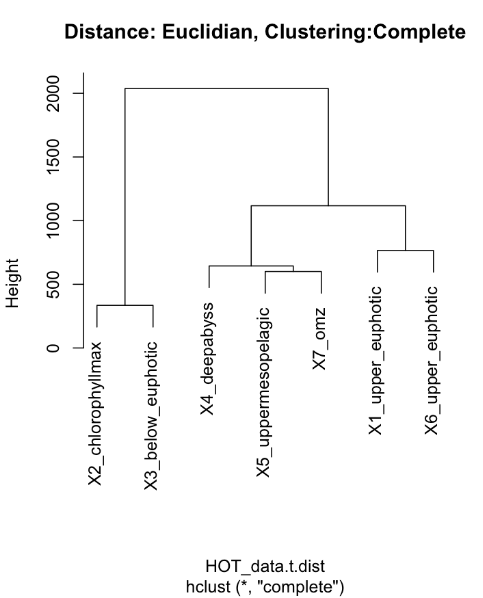 Distance: Euclidian, Clustering:Complete
Height
2000
1500
1000
500
0
X2_chlorophyllmax
X3_below_euphotic
X4_deepabyss
X5_uppermesopelagic
X7_omz
X1_upper_euphotic
X6_upper_euphotic
HOT_data.t.dist
hclust (*, "complete")